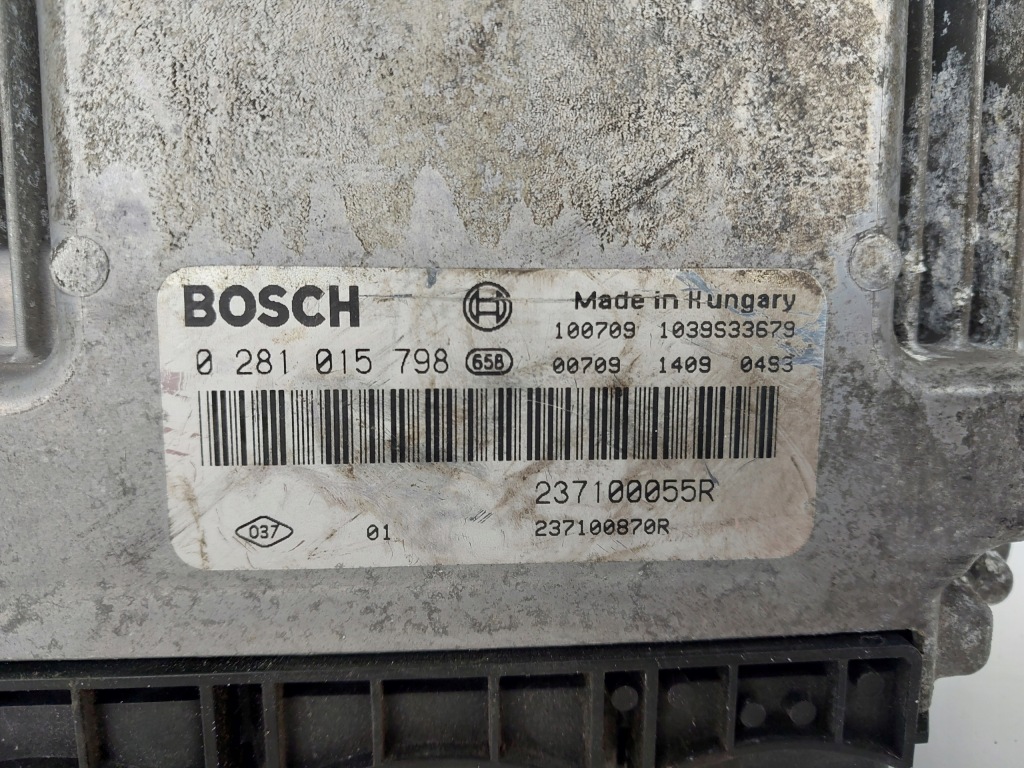 BOSCH
Made in Hungary
100709 1039S33679
0 281 015 798 658 00709 1409 0493
237100055R
037 01 237100870R